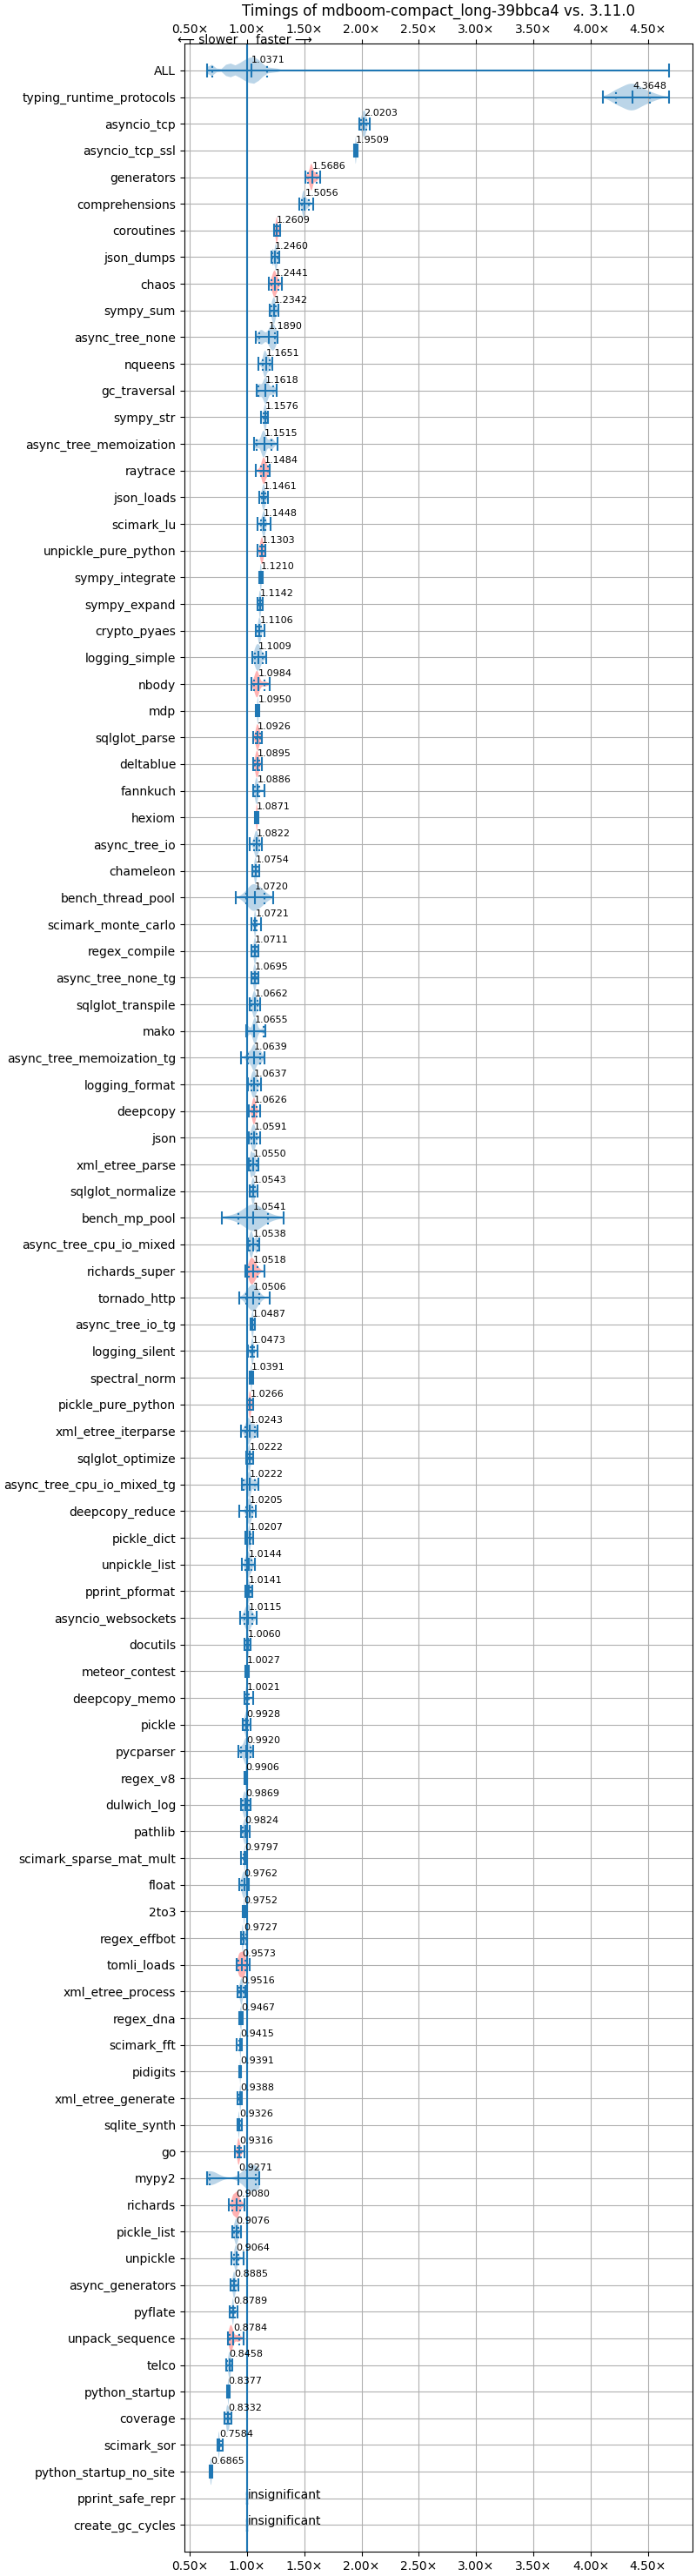 Timings of mdboom-compact_long-39bbca4 vs. 3.11.0
0.50× 1.00× 1.50× 2.00× 2.50× 3.00× 3.50× 4.00× 4.50×
⟵ slower faster ⟶
ALL 1.0371
typing_runtime_protocols 4.3648
asyncio_tcp 2.0203
asyncio_tcp_ssl 1.9509
generators 1.5686
comprehensions 1.5056
coroutines 1.2609
json_dumps 1.2460
chaos 1.2441
sympy_sum 1.2342
async_tree_none 1.1890
nqueens 1.1651
gc_traversal 1.1618
sympy_str 1.1576
async_tree_memoization 1.1515
raytrace 1.1484
json_loads 1.1461
scimark_lu 1.1448
unpickle_pure_python 1.1303
sympy_integrate 1.1210
sympy_expand 1.1142
crypto_pyaes 1.1106
logging_simple 1.1009
nbody 1.0984
mdp 1.0950
sqlglot_parse 1.0926
deltablue 1.0895
fannkuch 1.0886
hexiom 1.0871
async_tree_io 1.0822
chameleon 1.0754
bench_thread_pool 1.0720
scimark_monte_carlo 1.0721
regex_compile 1.0711
async_tree_none_tg 1.0695
sqlglot_transpile 1.0662
mako 1.0655
async_tree_memoization_tg 1.0639
logging_format 1.0637
deepcopy 1.0626
json 1.0591
xml_etree_parse 1.0550
sqlglot_normalize 1.0543
bench_mp_pool 1.0541
async_tree_cpu_io_mixed 1.0538
richards_super 1.0518
tornado_http 1.0506
async_tree_io_tg 1.0487
logging_silent 1.0473
spectral_norm 1.0391
pickle_pure_python 1.0266
xml_etree_iterparse 1.0243
sqlglot_optimize 1.0222
async_tree_cpu_io_mixed_tg 1.0222
deepcopy_reduce 1.0205
pickle_dict 1.0207
unpickle_list 1.0144
pprint_pformat 1.0141
asyncio_websockets 1.0115
docutils 1.0060
meteor_contest 1.0027
deepcopy_memo 1.0021
pickle 0.9928
pycparser 0.9920
regex_v8 0.9906
dulwich_log 0.9869
pathlib 0.9824
scimark_sparse_mat_mult 0.9797
float 0.9762
2to3 0.9752
regex_effbot 0.9727
tomli_loads 0.9573
xml_etree_process 0.9516
regex_dna 0.9467
scimark_fft 0.9415
pidigits 0.9391
xml_etree_generate 0.9388
sqlite_synth 0.9326
go 0.9316
mypy2 0.9271
richards 0.9080
pickle_list 0.9076
unpickle 0.9064
async_generators 0.8885
pyflate 0.8789
unpack_sequence 0.8784
telco 0.8458
python_startup 0.8377
coverage 0.8332
scimark_sor 0.7584
python_startup_no_site 0.6865
pprint_safe_repr insignificant
create_gc_cycles insignificant
0.50× 1.00× 1.50× 2.00× 2.50× 3.00× 3.50× 4.00× 4.50×